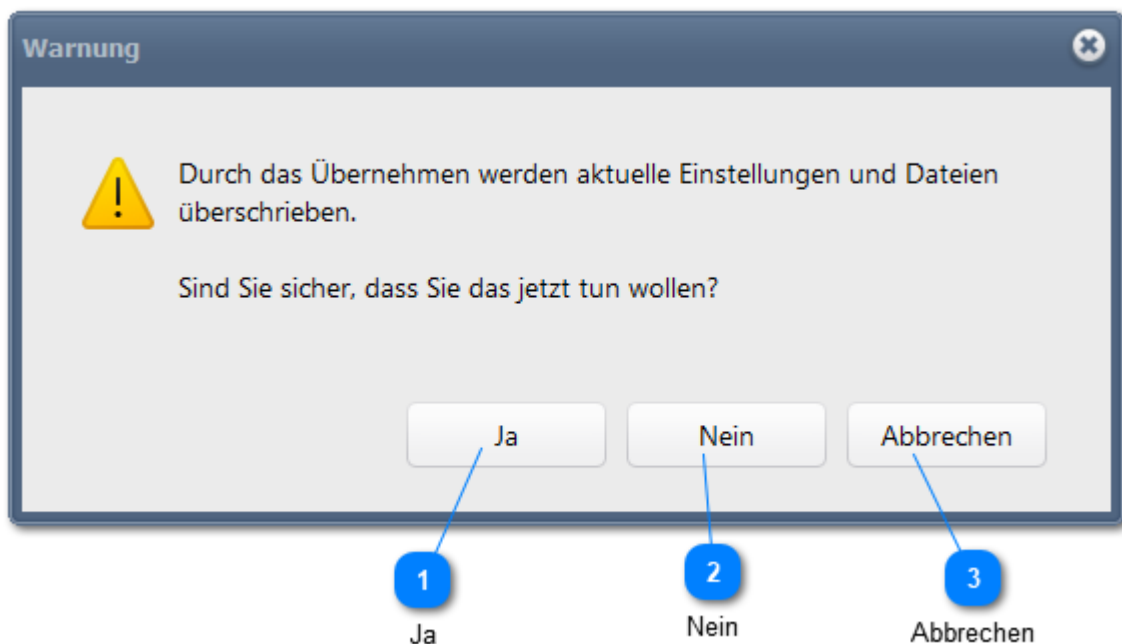 Warnung
Durch das Übernehmen werden aktuelle Einstellungen und Dateien
überschrieben.
Sind Sie sicher, dass Sie das jetzt tun wollen?
Ja Nein Abbrechen
1 2 3
Ja Nein Abbrechen